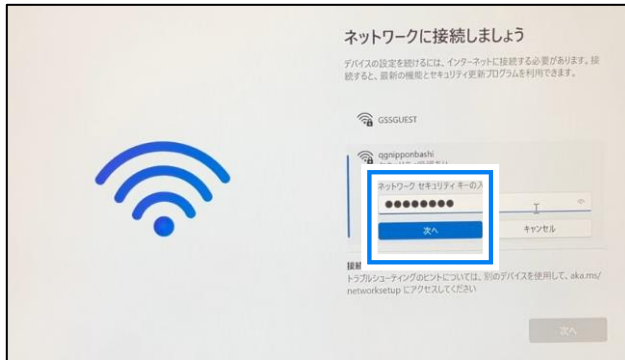 ネットワークに接続しましょう
デバイスの設定を続けるには、インターネットに接続する必要があります。接
続すると、最新の機能とセキュリティ更新プログラムを利用できます。
GSSGUEST
qgnipponbashi
ネットワーク セキュリティ キーの入
●●●●●●●●
次へ
キャンセル
接続
トラブルシューティングのヒントについては、別のデバイスを使用して、aka.ms/
networksetup にアクセスしてください
次へ